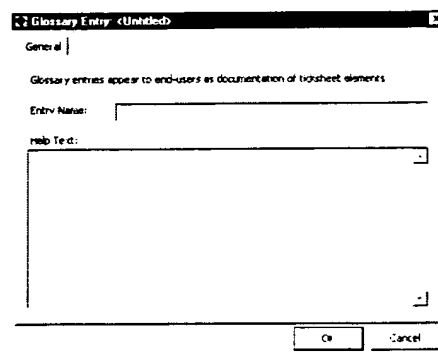 Glossary Entry: <Untitled>
General
Glossary entries appear to end-users as documentation of ticksheet elements
Entry Name:
Help Text:
OK
Cancel